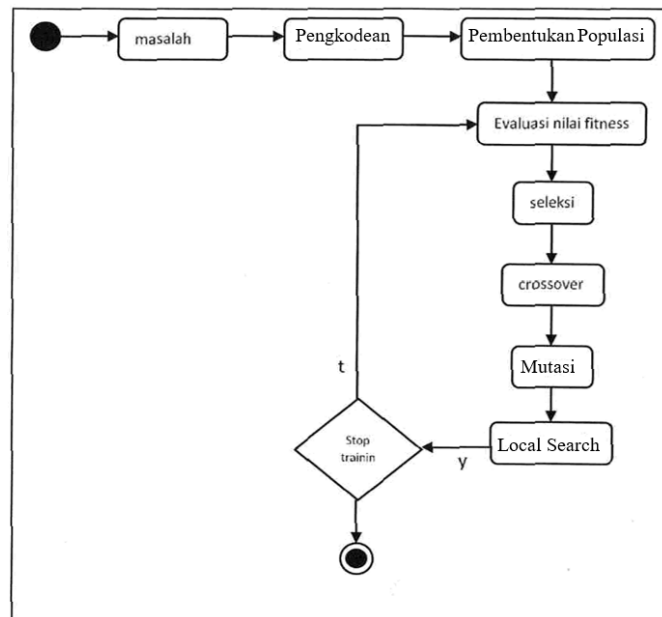 masalah
Pengkodean
Pembentukan Populasi
Evaluasi nilai fitness
seleksi
crossover
Mutasi
Local Search
y
t
Stop
trainin